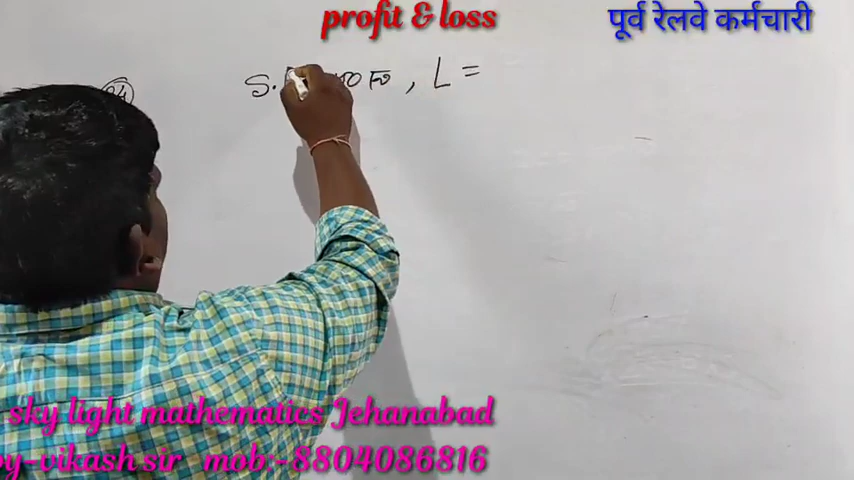 profit & loss
पूर्व रेलवे कर्मचारी
S. , L =
sky light mathematics Jehanabad
by-vikash sir mob:-8804086816